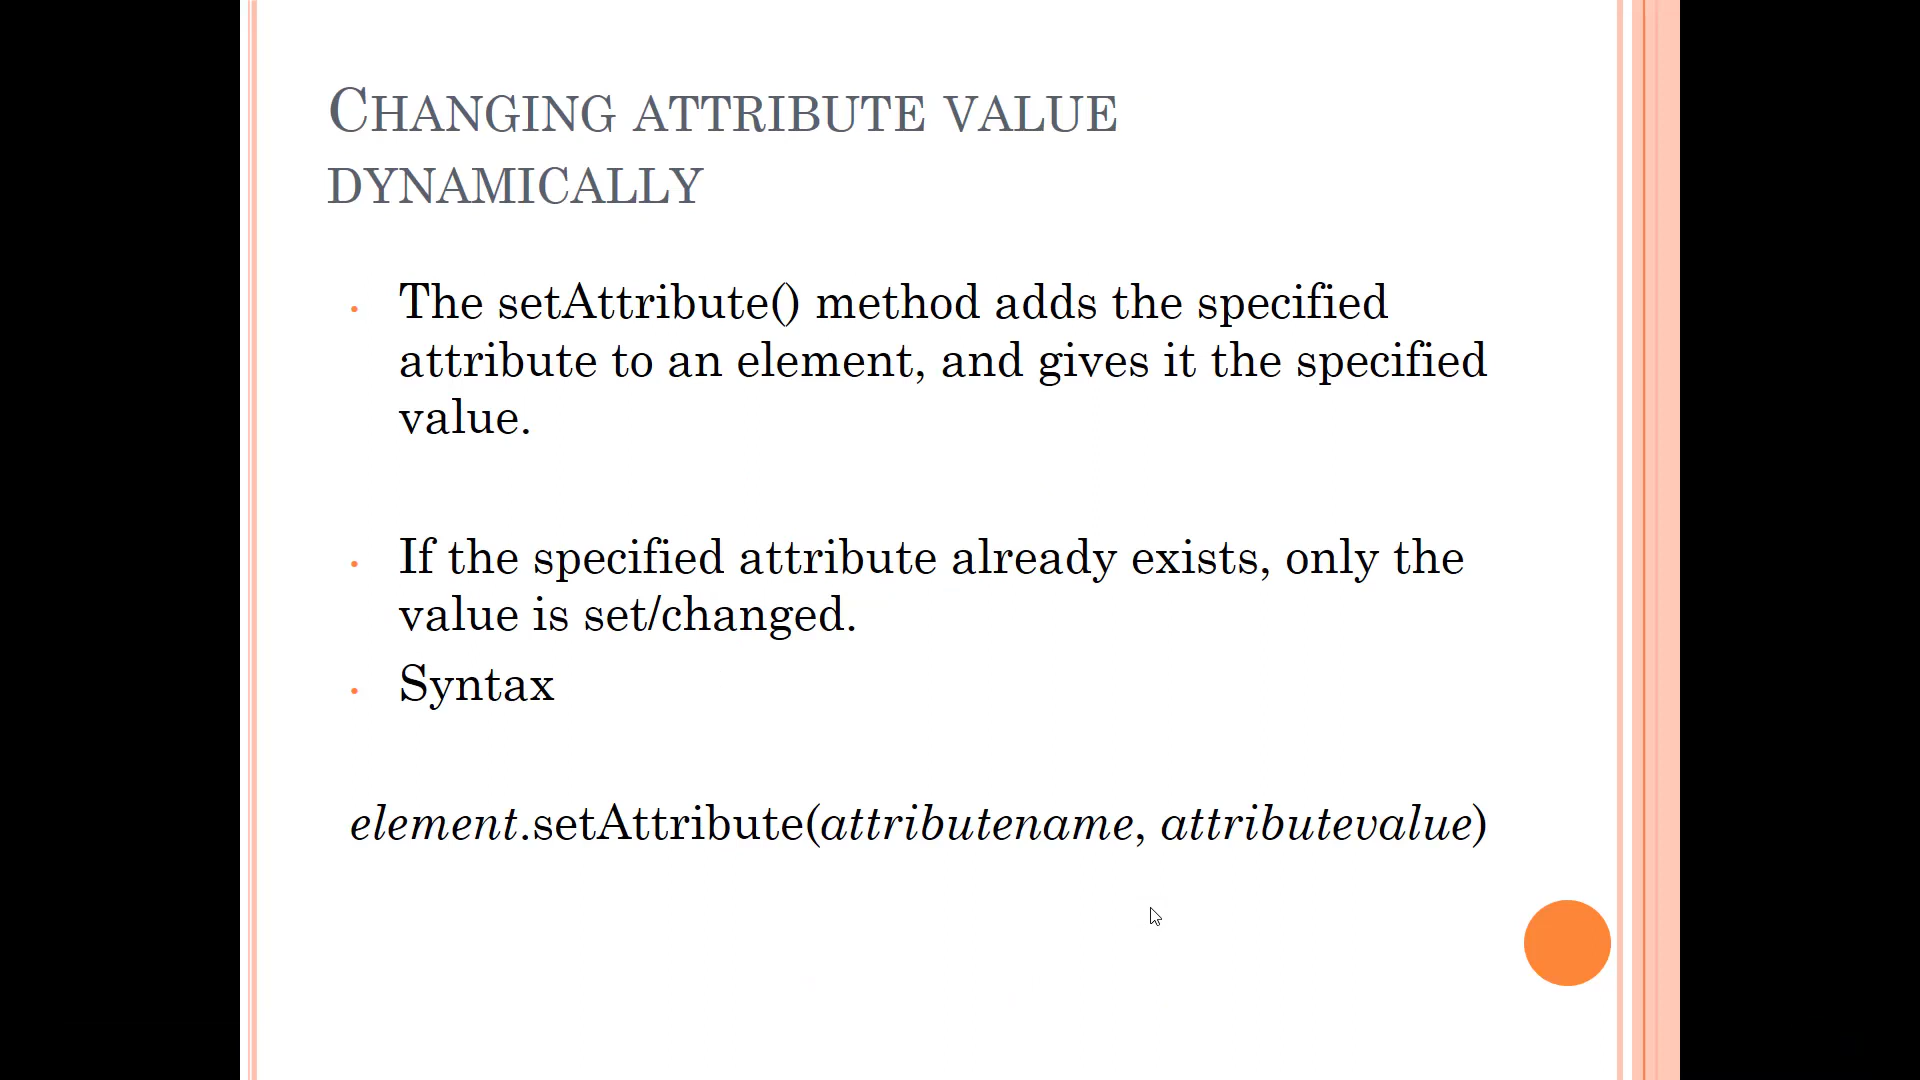 CHANGING ATTRIBUTE VALUE
DYNAMICALLY
• The setAttribute() method adds the specified
attribute to an element, and gives it the specified
value.
• If the specified attribute already exists, only the
value is set/changed.
• Syntax
element.setAttribute(attributename, attributevalue)